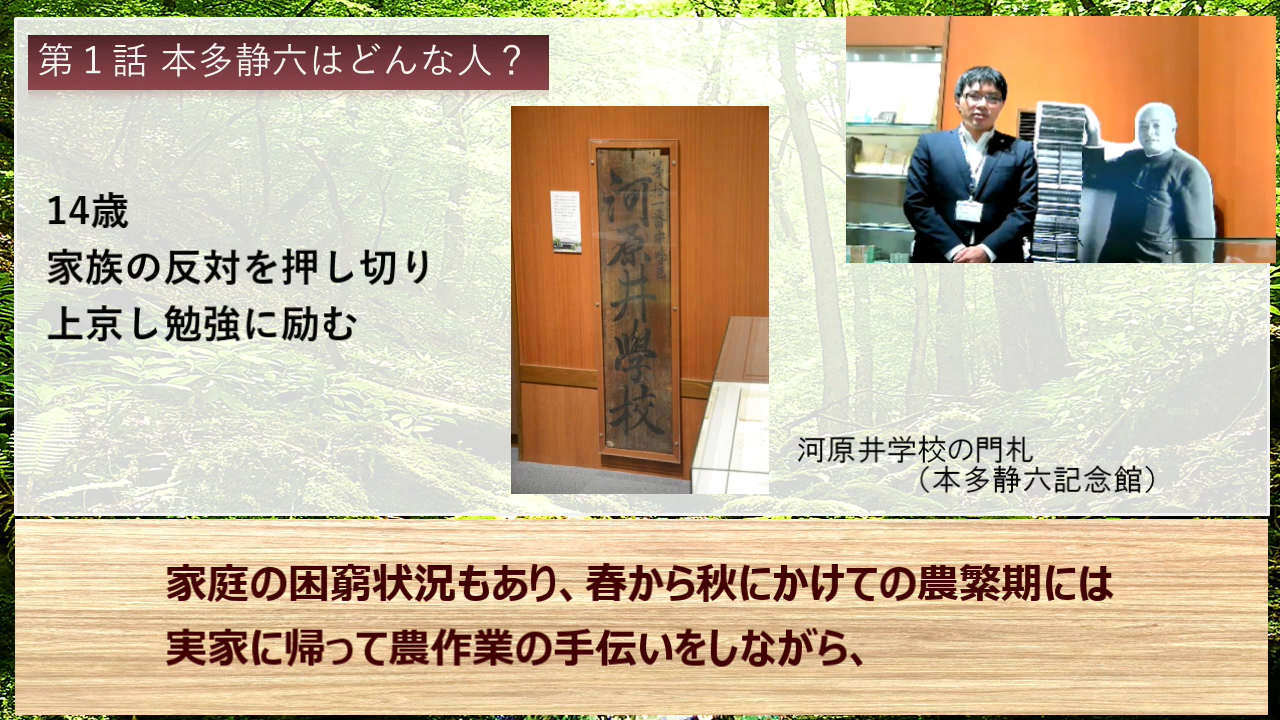 第１話 本多静六はどんな人？
14歳
家族の反対を押し切り
上京し勉強に励む
河原井學校
河原井学校の門札
（本多静六記念館）
家庭の困窮状況もあり、春から秋にかけての農繁期には
実家に帰って農作業の手伝いをしながら、